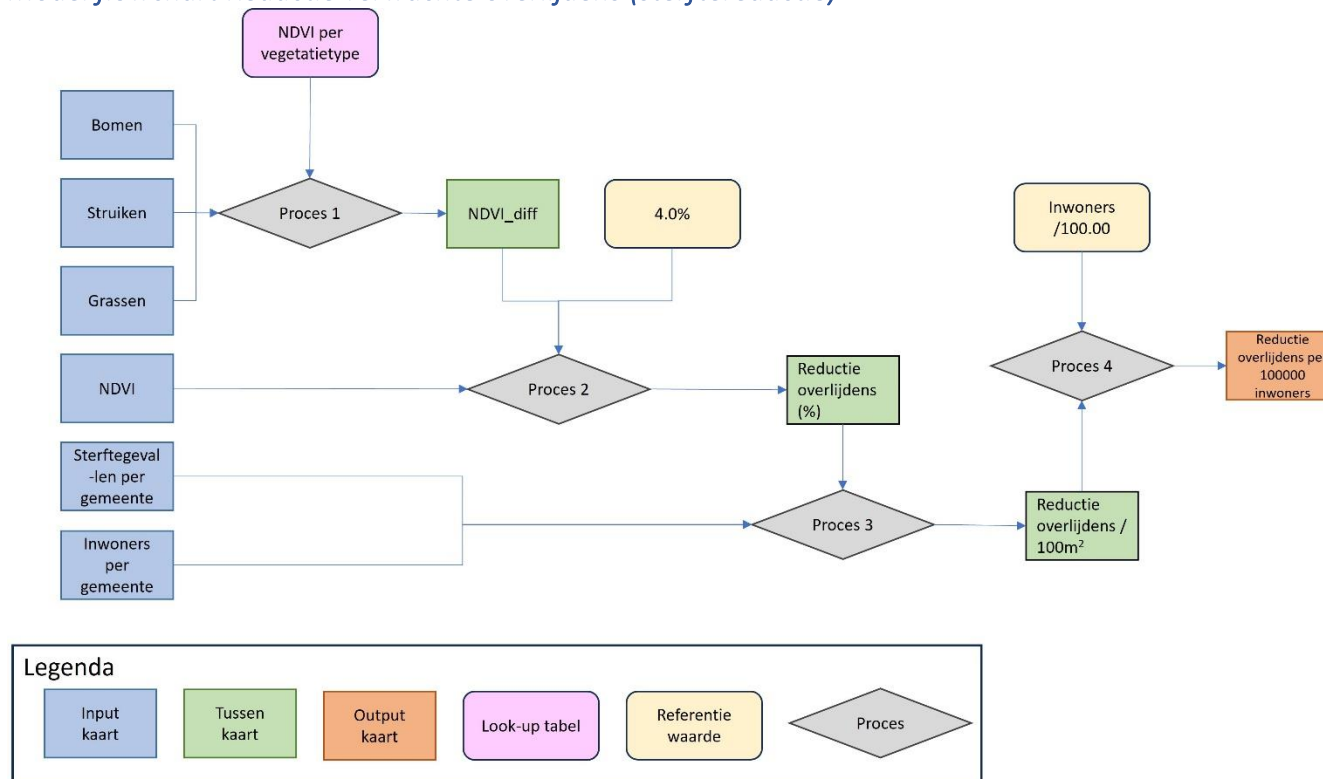 NDVI per
vegetatietype
Bomen
Struiken
Grassen
NDVI
Sterftegeval
-len per
gemeente
Inwoners
per
gemeente
Proces 1
NDVI_diff
4.0%
Proces 2
Reductie
overlijdens
(%)
Proces 3
Reductie
overlijdens /
100m²
Inwoners
/100.00
Proces 4
Reductie
overlijdens pe
100000
inwoners
Legenda
Input
kaart
Tussen
kaart
Output
kaart
Look-up tabel
Referentie
waarde
Proces